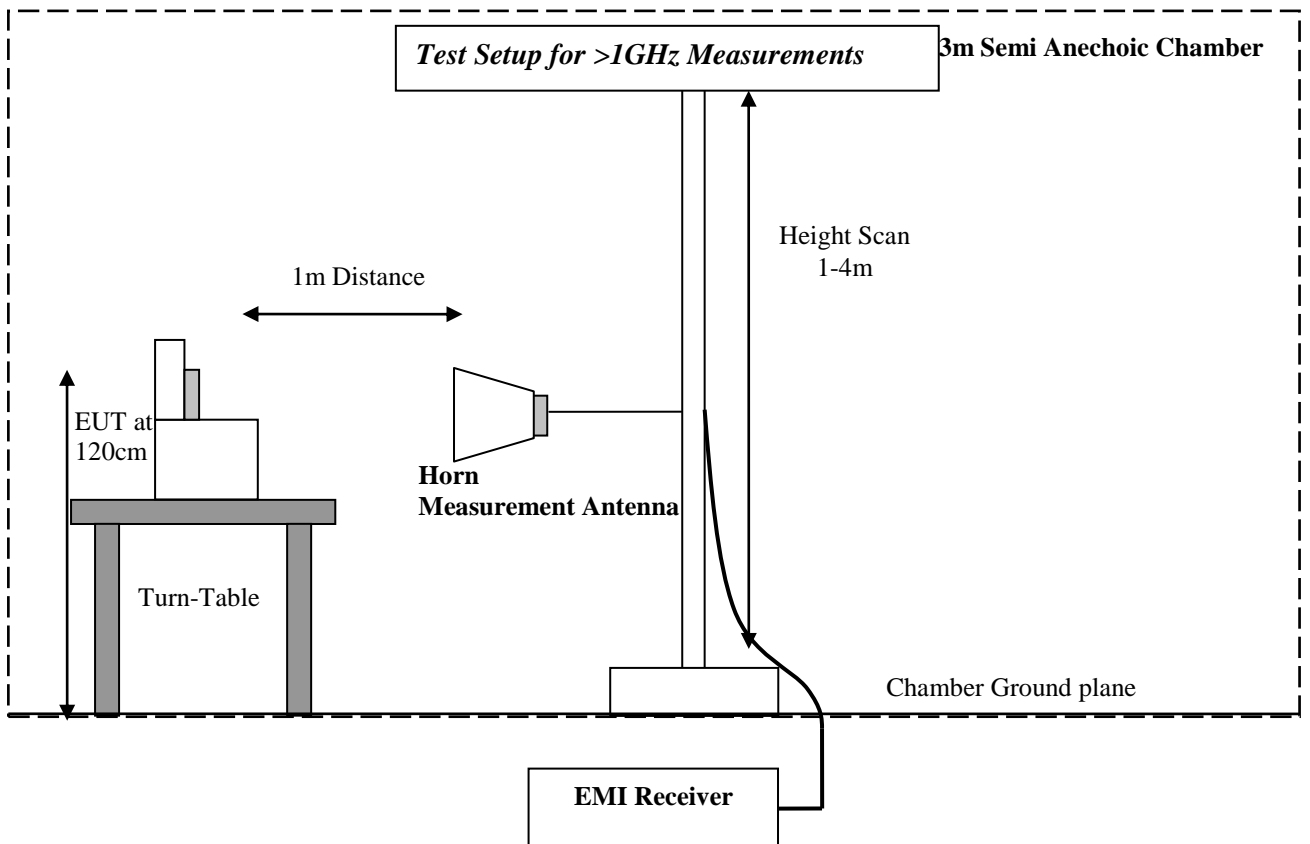 Test Setup for >1GHz Measurements
3m Semi Anechoic Chamber
Height Scan
1-4m
1m Distance
EUT at
120cm
Horn
Measurement Antenna
Turn-Table
Chamber Ground plane
EMI Receiver